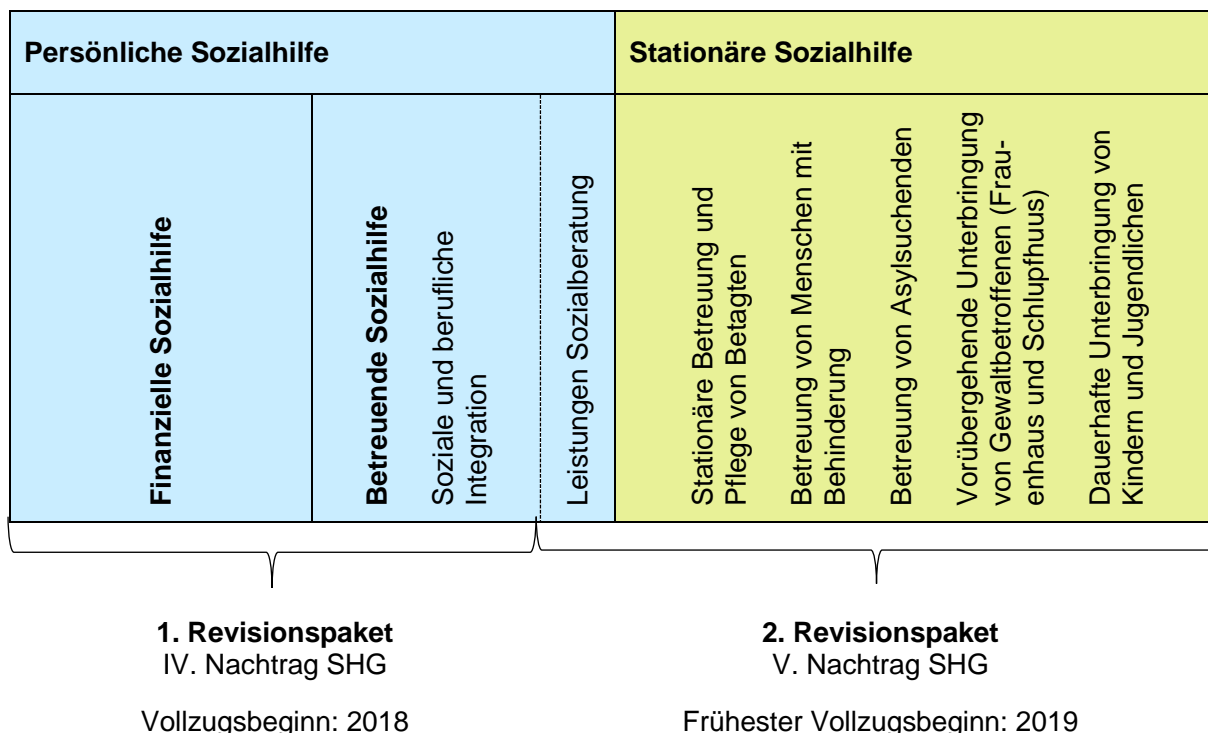 Persönliche Sozialhilfe
Stationäre Sozialhilfe
Finanzielle Sozialhilfe
Betreuende Sozialhilfe
Soziale und berufliche
Integration
Leistungen Sozialberatung
Stationäre Betreuung und
Pflege von Betagten
Betreuung von Menschen mit
Behinderung
Betreuung von Asylsuchenden
Vorübergehende Unterbringung
von Gewaltbetroffenen (Frau-
enhaus und Schlupfhuus)
Dauerhafte Unterbringung von
Kindern und Jugendlichen
1. Revisionspaket
IV. Nachtrag SHG
Vollzugsbeginn: 2018
2. Revisionspaket
V. Nachtrag SHG
Frühester Vollzugsbeginn: 2019